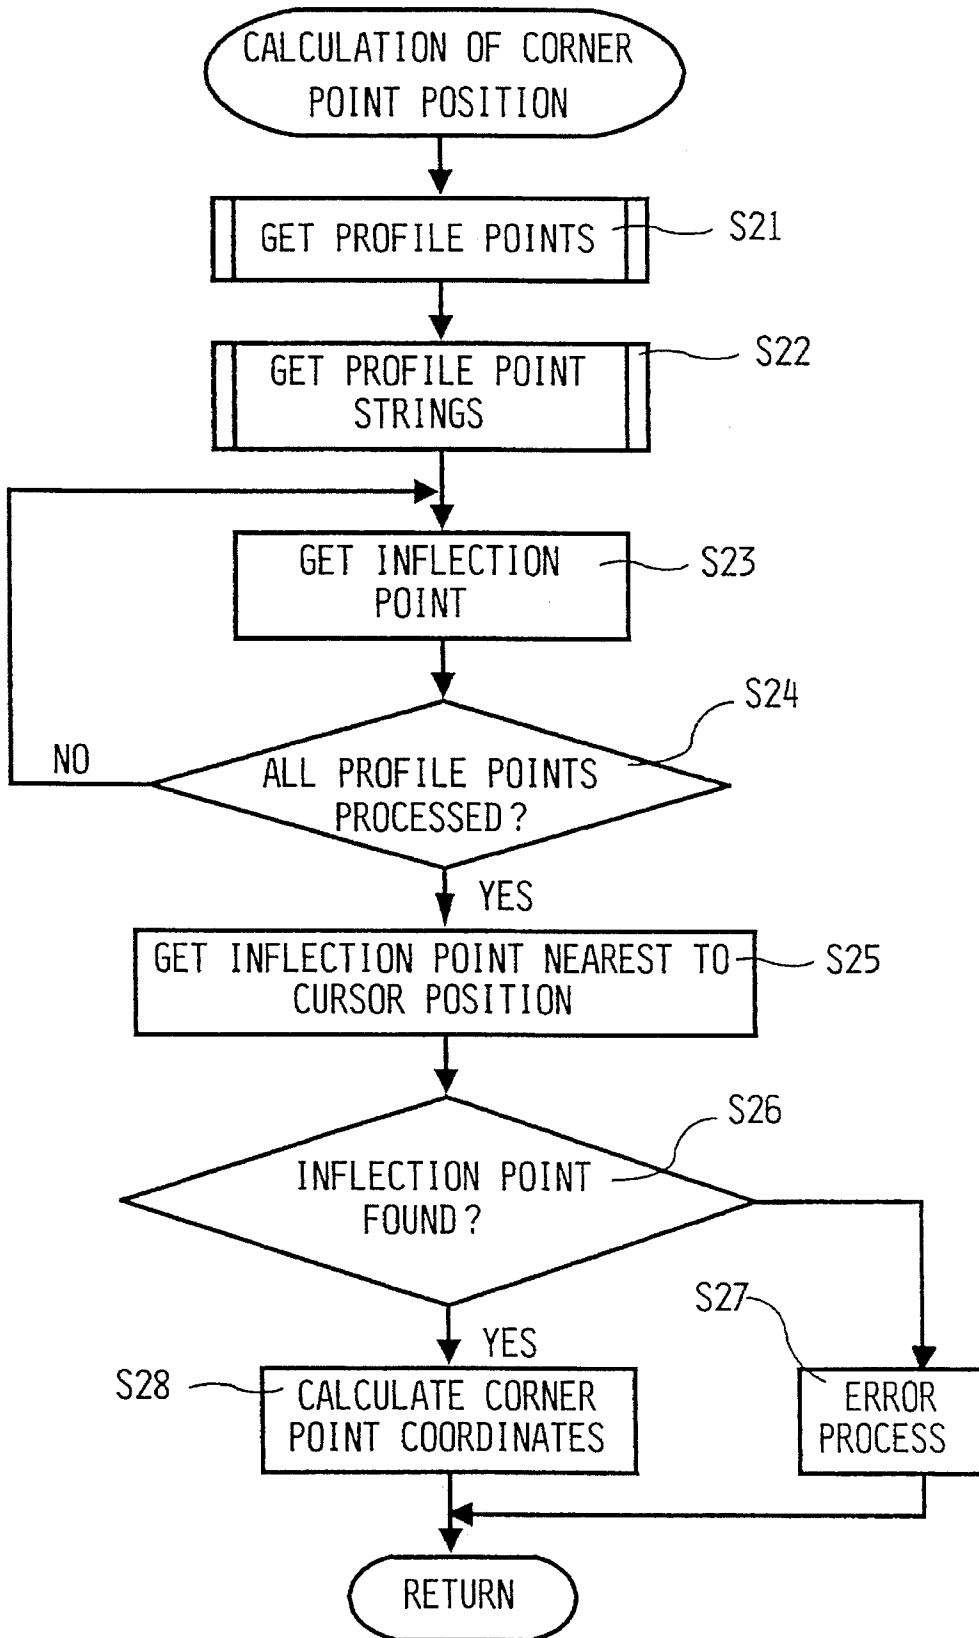 CALCULATION OF CORNER
POINT POSITION
GET PROFILE POINTS
S21
GET PROFILE POINT
STRINGS
S22
GET INFLECTION
POINT
S23
S24
NO
ALL PROFILE POINTS
PROCESSED?
YES
GET INFLECTION POINT NEAREST TO
CURSOR POSITION
S25
S26
INFLECTION POINT
FOUND?
S27
YES
S28
CALCULATE CORNER
POINT COORDINATES
ERROR
PROCESS
RETURN